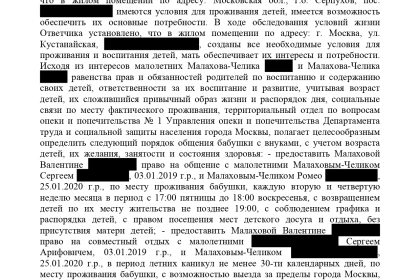 что в жилом помещении по адресу: Московская обл., г.о. Серпухов, пос.
имеются условия для проживания детей, имеется возможность
обеспечить их основные потребности. В ходе обследования условий жизни
Ответчика установлено, что в жилом помещении по адресу: г. Москва, ул.
Кустанайская, созданы все необходимые условия для
проживания и воспитания детей, мать обеспечивает их интересы и потребности.
Исходя из интересов малолетних Малахова-Челика и Малахова-Челика
равенства прав и обязанностей родителей по воспитанию и содержанию
своих детей, ответственности за их воспитание и развитие, учитывая возраст
детей, их сложившийся привычный образ жизни и распорядок дня, социальные
связи по месту фактического проживания, территориальный отдел по вопросам
опеки и попечительства № 1 Управления опеки и попечительства Департамента
труда и социальной защиты населения города Москвы, полагает целесообразным
определить следующий порядок общения бабушки с внуками, с учетом возраста
детей, их желания, занятости и состояния здоровья: - предоставить Малаховой
Валентине право на общение с малолетними Малаховым-Челиком
Сергеем , 03.01.2019 г.р., и Малаховым-Челиком Ромео ,
25.01.2020 г.р., по месту проживания бабушки, каждую вторую и четвертую
неделю месяца в период с 17:00 пятницы до 18:00 воскресенья, с возвращением
детей по их месту жительства не позднее 19:00, с соблюдением графика и
распорядка детей, с правом посещения мест детского досуга и отдыха, без
присутствия матери детей; - предоставить Малаховой Валентине
право на совместный отдых с малолетними Сергеем
Арифовичем, 03.01.2019 г.р., и Малаховым-Челиком ,
25.01.2020 г.р., в период летних каникул не менее 30-ти календарных дней, по
месту проживания бабушки, с возможностью выезда за пределы города Москвы,